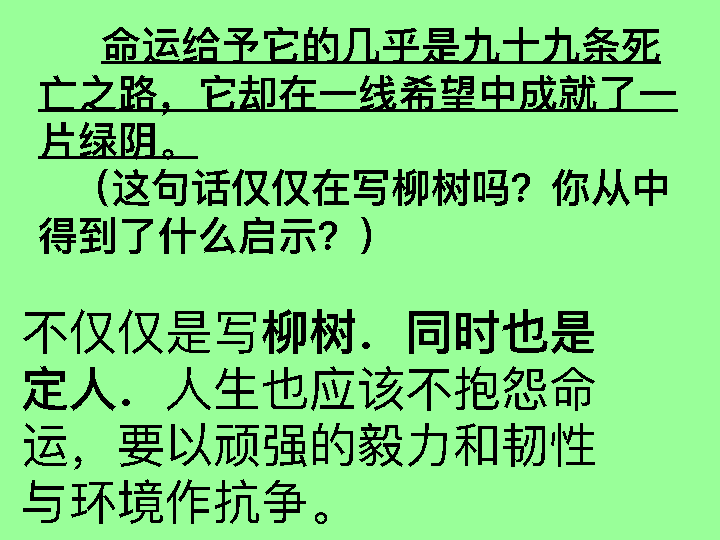 命运给予它的几乎是九十九条死
亡之路，它却在一线希望中成就了一
片绿阴。
（这句话仅仅在写柳树吗？你从中
得到了什么启示？）
不仅仅是写柳树．同时也是
定人．人生也应该不抱怨命
运，要以顽强的毅力和韧性
与环境作抗争。